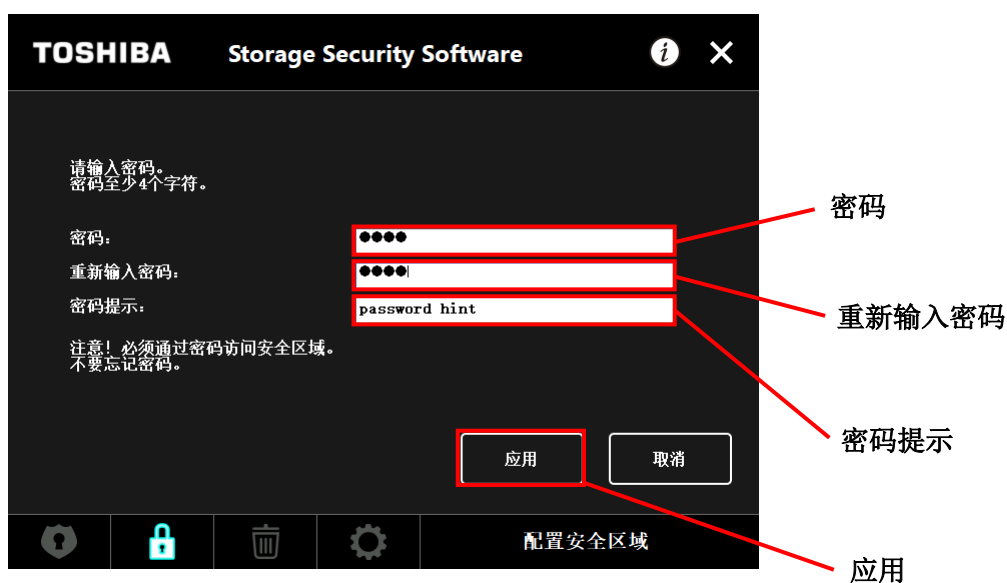 TOSHIBA Storage Security Software
请输入密码。
密码至少4个字符。
密码:
●●●●
密码
重新输入密码:
●●●●
重新输入密码
密码提示:
password hint
密码提示
注意! 必须通过密码访问安全区域。
不要忘记密码。
应用
取消
配置安全区域
应用